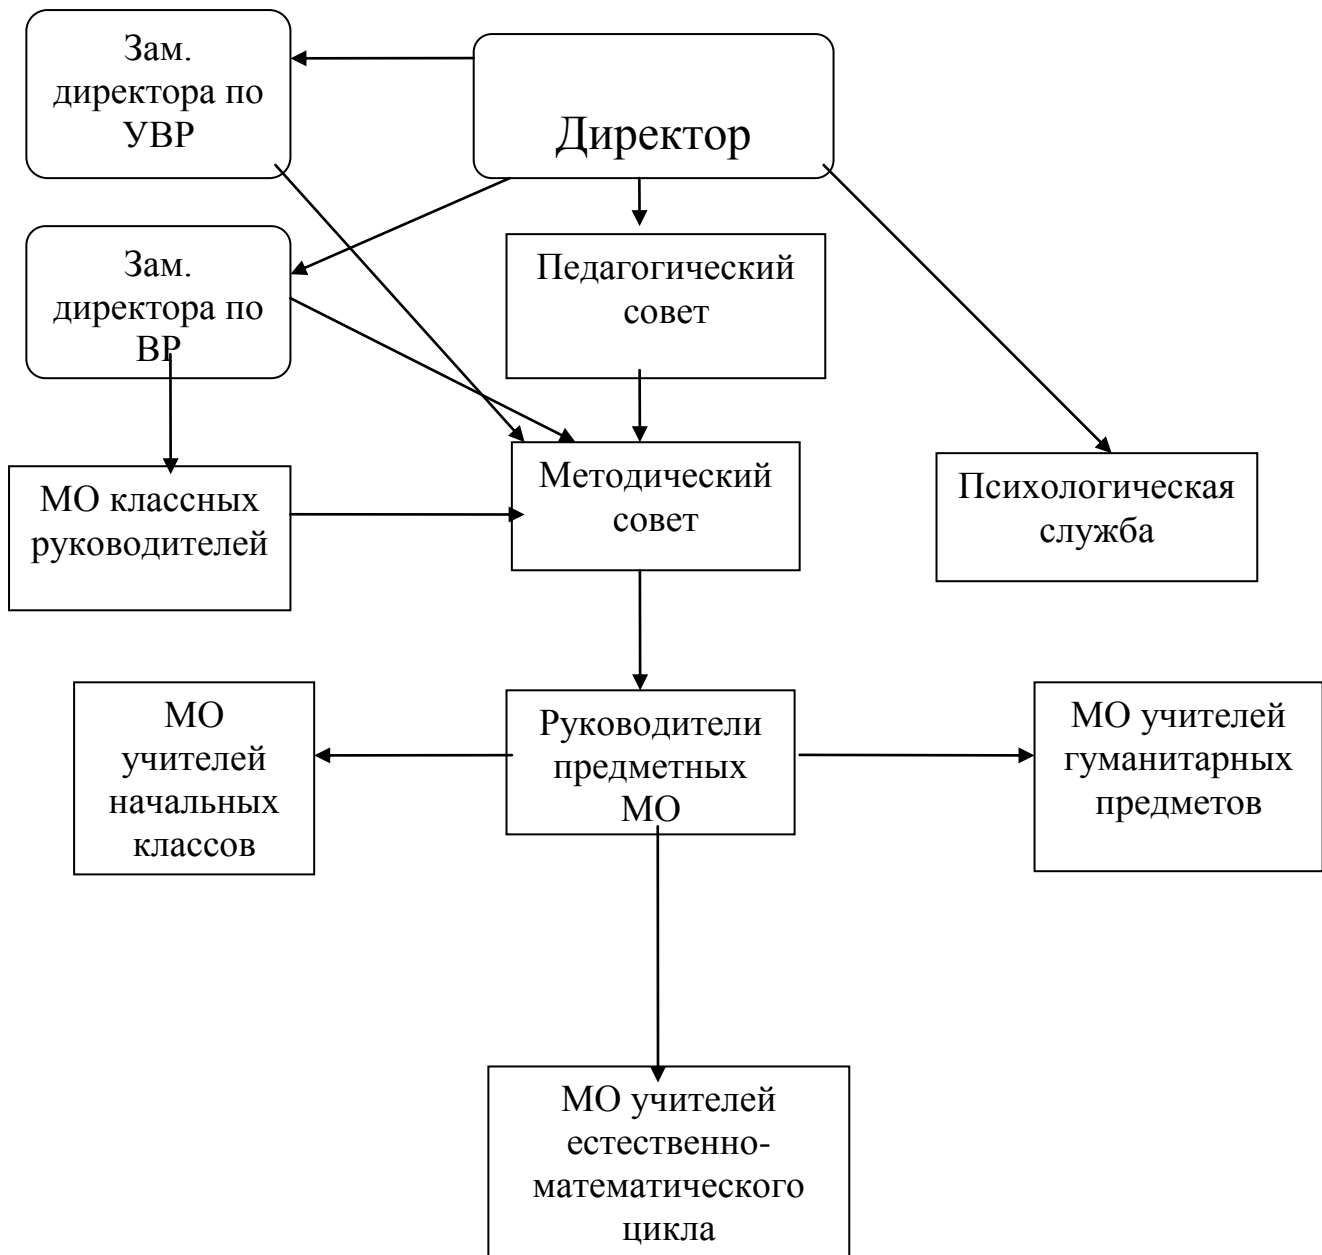 Зам.
директора по
УВР
Директор
Зам.
директора по
ВР
Педагогический
совет
МО классных
руководителей
Методический
совет
Психологическая
служба
МО
учителей
начальных
классов
Руководители
предметных
МО
МО учителей
гуманитарных
предметов
МО учителей
естественно-
математического
цикла